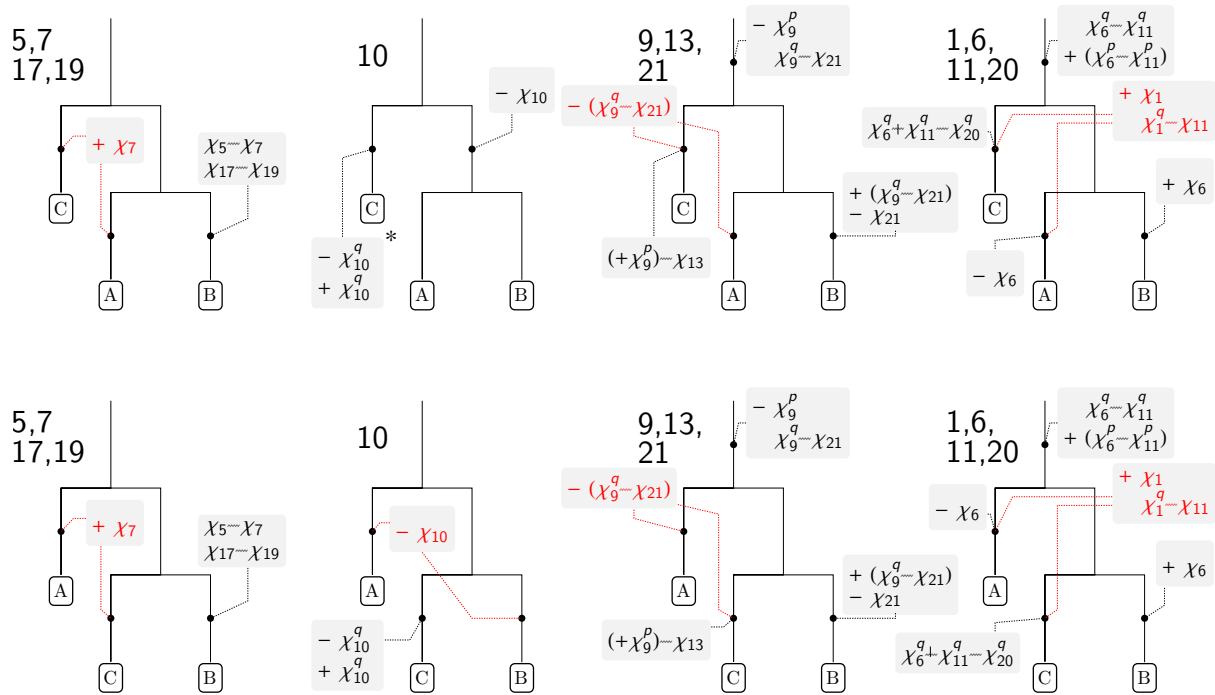 5,7
17,19
+ χ₇
χ₅~χ₇
χ₁₇~χ₁₉
C
A
B
10
− χ₁₀
− χ₁₀^q
+ χ₁₀^q
C
*
A
B
9,13,
21
− χ₉^p
χ₉^q~χ₂₁
− (χ₉^q~χ₂₁)
(+χ₉^p)~χ₁₃
+ (χ₉^q~χ₂₁)
− χ₂₁
C
A
B
1,6,
11,20
χ₆^q~χ₁₁^q
+ (χ₆^p~χ₁₁^p)
+ χ₁
χ₁^q~χ₁₁
χ₆^q+χ₁₁^q~χ₂₀^q
+ χ₆
− χ₆
C
A
B
5,7
17,19
+ χ₇
χ₅~χ₇
χ₁₇~χ₁₉
A
C
B
10
− χ₁₀
− χ₁₀^q
+ χ₁₀^q
A
C
B
9,13,
21
− χ₉^p
χ₉^q~χ₂₁
− (χ₉^q~χ₂₁)
(+χ₉^p)~χ₁₃
+ (χ₉^q~χ₂₁)
− χ₂₁
A
C
B
1,6,
11,20
χ₆^q~χ₁₁^q
+ (χ₆^p~χ₁₁^p)
+ χ₁
χ₁^q~χ₁₁
− χ₆
+ χ₆
χ₆^q+χ₁₁^q~χ₂₀^q
A
C
B